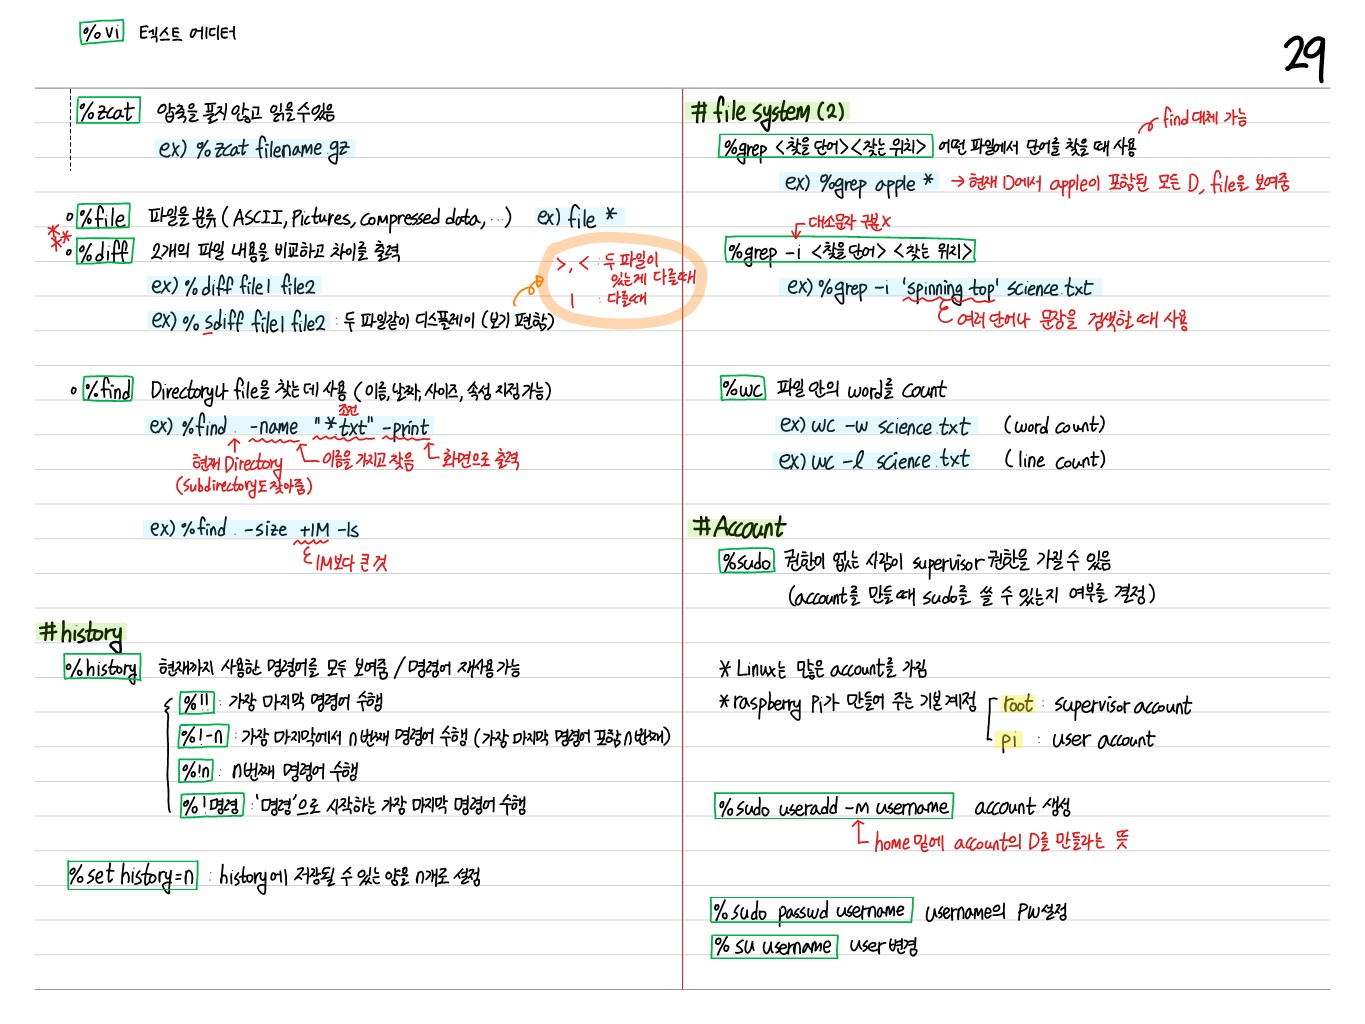 %vi 텍스트 에디터
29
%zcat 압축을 풀지 않고 읽을 수 있음
ex) %zcat filename gz
%file 파일을 분류 (ASCII, Pictures, compressed data, ...) ex) file *
%diff 2개의 파일 내용을 비교하고 차이를 출력
ex) %diff file1 file2
ex) %sdiff file1 file2 : 두 파일같이 디스플레이 (보기 편함)
>, < : 두 파일이
있는게 다를때
| : 다를때
%find Directory나 file을 찾는 데 사용 (이름, 날짜, 사이즈, 속성 지정 가능)
조건
ex) %find . -name "*.txt" -print
현재 Directory
(subdirectory도 찾아줌)
이름을 가지고 찾음
화면으로 출력
ex) %find . -size +1M -ls
1M보다 큰 것
#history
%history 현재까지 사용한 명령어를 모두 보여줌 / 명령어 재사용 가능
%!! : 가장 마지막 명령어 수행
%!-n : 가장 마지막에서 n번째 명령어 수행 (가장 마지막 명령어 포함 n번째)
%!n : n번째 명령어 수행
%!명령 : '명령'으로 시작하는 가장 마지막 명령어 수행
%set history=n : history에 저장될 수 있는 양을 n개로 설정
# file system (2)
find 대체 가능
%grep <찾을 단어><찾는 위치> 어떤 파일에서 단어를 찾을 때 사용
ex) %grep apple * → 현재 D에서 apple이 포함된 모든 D, file을 보여줌
대소문자 구분 X
%grep -i <찾을 단어> <찾는 위치>
ex) %grep -i 'spinning top' science.txt
여러 단어나 문장을 검색할 때 사용
%wc 파일 안의 word를 count
ex) wc -w science.txt (word count)
ex) wc -l science.txt (line count)
#Account
%sudo 권한이 없는 사람이 supervisor 권한을 가질 수 있음
(account를 만들 때 sudo를 쓸 수 있는지 여부를 결정)
* Linux는 많은 account를 가짐
* raspberry Pi가 만들어 주는 기본 계정
root : supervisor account
pi : user account
%sudo useradd -m username account 생성
home 밑에 account의 D를 만들라는 뜻
%sudo passwd username username의 PW설정
%su username user 변경